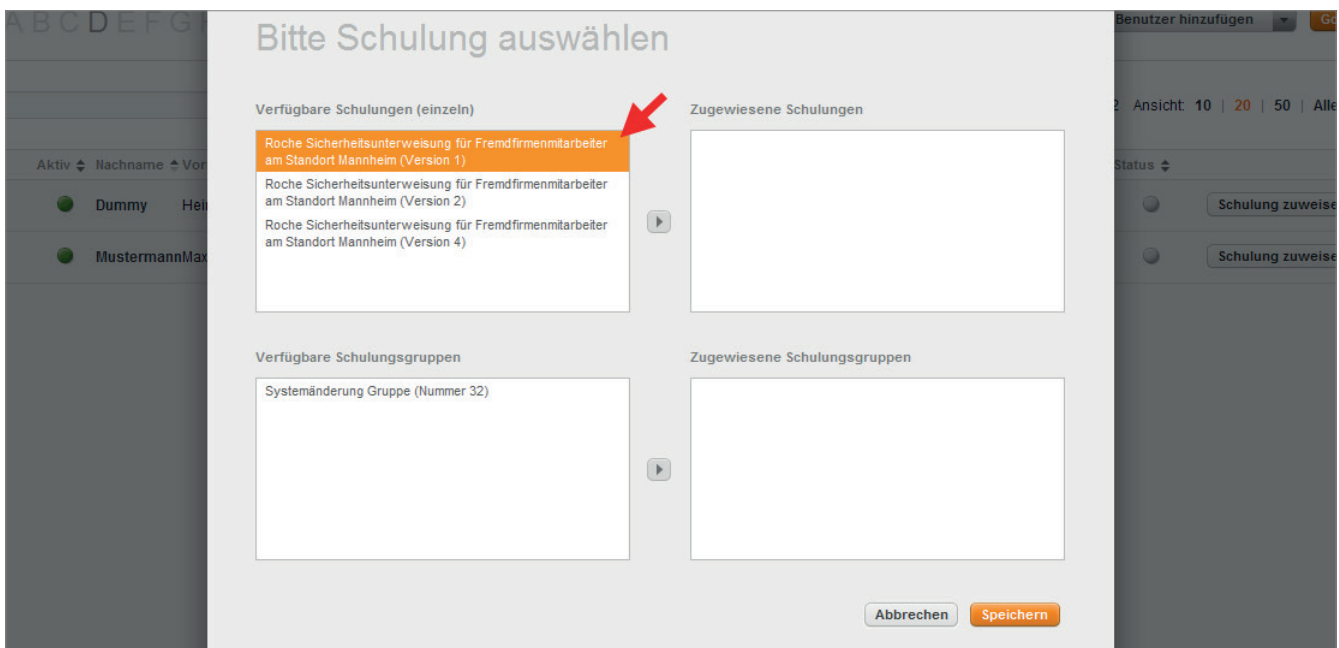 A B C D E F G
Benutzer hinzufügen
Bitte Schulung auswählen
2 Ansicht: 10 | 20 | 50 | Alle
Verfügbare Schulungen (einzeln)
Zugewiesene Schulungen
Roche Sicherheitsunterweisung für Fremdfirmenmitarbeiter
am Standort Mannheim (Version 1)
Roche Sicherheitsunterweisung für Fremdfirmenmitarbeiter
am Standort Mannheim (Version 2)
Roche Sicherheitsunterweisung für Fremdfirmenmitarbeiter
am Standort Mannheim (Version 4)
Aktiv Nachname Vor
Status
Dummy Hei
Schulung zuweise
MustermannMax
Schulung zuweise
Verfügbare Schulungsgruppen
Zugewiesene Schulungsgruppen
Systemänderung Gruppe (Nummer 32)
Abbrechen
Speichern